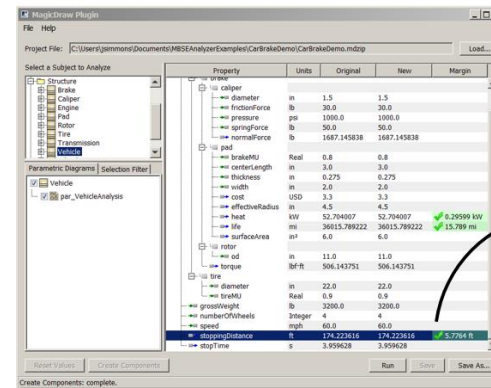 MagicDraw Plugin
File Help
Project File: C:\Users\jsimmons\Documents\MBSEAnalyzerExamples\CarBrakeDemo\CarBrakeDemo.mdzip Load...
Select a Subject to Analyze
Structure
Brake
Caliper
Engine
Pad
Rotor
Tire
Transmission
Vehicle
Parametric Diagrams Selection Filter
Vehicle
par_VehicleAnalysis
Property Units Original New Margin
brake
caliper
diameter in 1.5 1.5
frictionForce lb 30.0 30.0
pressure psi 1000.0 1000.0
springForce lb 50.0 50.0
normalForce lb 1687.145838 1687.145838
pad
brakeMU Real 0.8 0.8
centerLength in 3.0 3.0
thickness in 0.275 0.275
width in 2.0 2.0
cost USD 3.3 3.3
effectiveRadius in 4.5 4.5
heat kW 52.704007 52.704007 0.29599 kW
life mi 36015.789222 36015.789222 15.789 mi
surfaceArea in² 6.0 6.0
rotor
od in 11.0 11.0
torque lbf·ft 506.143751 506.143751
tire
diameter in 22.0 22.0
tireMU Real 0.9 0.9
grossWeight lb 3200.0 3200.0
numberOfWheels Integer 4 4
speed mph 60.0 60.0
stoppingDistance ft 174.223616 174.223616 5.7764 ft
stopTime s 3.959628 3.959628
Reset Values Create Components Run Save Save As...
Create Components: complete.